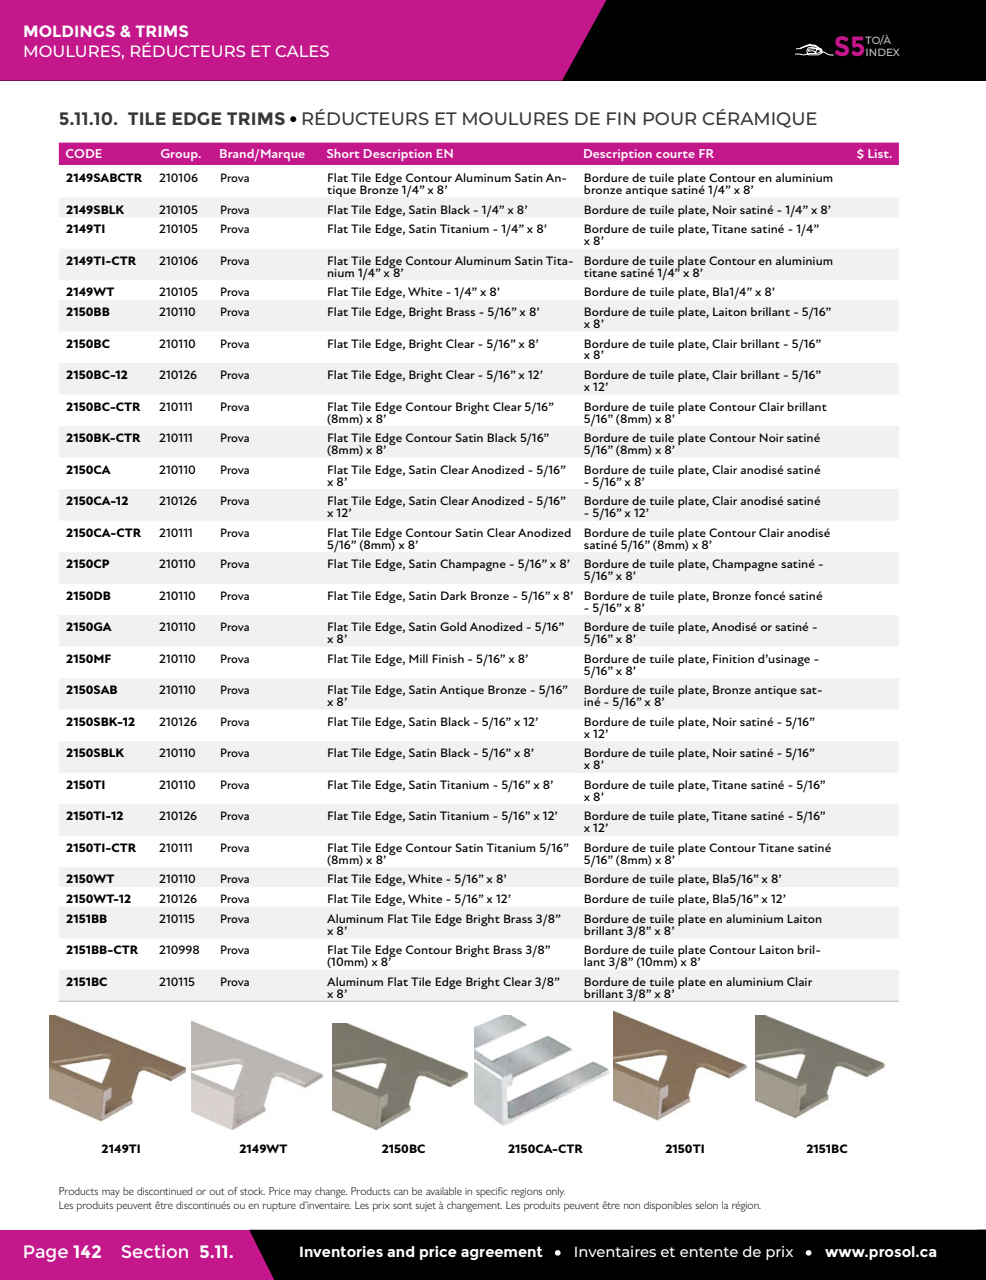 MOLDINGS & TRIMS
MOULURES, RÉDUCTEURS ET CALES
S5 TO/À INDEX
5.11.10. TILE EDGE TRIMS • RÉDUCTEURS ET MOULURES DE FIN POUR CÉRAMIQUE
CODE Group. Brand/Marque Short Description EN Description courte FR $ List.
2149SABCTR 210106 Prova Flat Tile Edge Contour Aluminum Satin An- Bordure de tuile plate Contour en aluminium
tique Bronze 1/4” x 8’ bronze antique satiné 1/4” x 8’
2149SBLK 210105 Prova Flat Tile Edge, Satin Black - 1/4” x 8’ Bordure de tuile plate, Noir satiné - 1/4” x 8’
2149TI 210105 Prova Flat Tile Edge, Satin Titanium - 1/4” x 8’ Bordure de tuile plate, Titane satiné - 1/4”
x 8’
2149TI-CTR 210106 Prova Flat Tile Edge Contour Aluminum Satin Tita- Bordure de tuile plate Contour en aluminium
nium 1/4” x 8’ titane satiné 1/4” x 8’
2149WT 210105 Prova Flat Tile Edge, White - 1/4” x 8’ Bordure de tuile plate, Bla1/4” x 8’
2150BB 210110 Prova Flat Tile Edge, Bright Brass - 5/16” x 8’ Bordure de tuile plate, Laiton brillant - 5/16”
x 8’
2150BC 210110 Prova Flat Tile Edge, Bright Clear - 5/16” x 8’ Bordure de tuile plate, Clair brillant - 5/16”
x 8’
2150BC-12 210126 Prova Flat Tile Edge, Bright Clear - 5/16” x 12’ Bordure de tuile plate, Clair brillant - 5/16”
x 12’
2150BC-CTR 210111 Prova Flat Tile Edge Contour Bright Clear 5/16” Bordure de tuile plate Contour Clair brillant
(8mm) x 8’ 5/16” (8mm) x 8’
2150BK-CTR 210111 Prova Flat Tile Edge Contour Satin Black 5/16” Bordure de tuile plate Contour Noir satiné
(8mm) x 8’ 5/16” (8mm) x 8’
2150CA 210110 Prova Flat Tile Edge, Satin Clear Anodized - 5/16” Bordure de tuile plate, Clair anodisé satiné
x 8’ - 5/16” x 8’
2150CA-12 210126 Prova Flat Tile Edge, Satin Clear Anodized - 5/16” Bordure de tuile plate, Clair anodisé satiné
x 12’ - 5/16” x 12’
2150CA-CTR 210111 Prova Flat Tile Edge Contour Satin Clear Anodized Bordure de tuile plate Contour Clair anodisé
5/16” (8mm) x 8’ satiné 5/16” (8mm) x 8’
2150CP 210110 Prova Flat Tile Edge, Satin Champagne - 5/16” x 8’ Bordure de tuile plate, Champagne satiné -
5/16” x 8’
2150DB 210110 Prova Flat Tile Edge, Satin Dark Bronze - 5/16” x 8’ Bordure de tuile plate, Bronze foncé satiné
- 5/16” x 8’
2150GA 210110 Prova Flat Tile Edge, Satin Gold Anodized - 5/16” Bordure de tuile plate, Anodisé or satiné -
x 8’ 5/16” x 8’
2150MF 210110 Prova Flat Tile Edge, Mill Finish - 5/16” x 8’ Bordure de tuile plate, Finition d’usinage -
5/16” x 8’
2150SAB 210110 Prova Flat Tile Edge, Satin Antique Bronze - 5/16” Bordure de tuile plate, Bronze antique sat-
x 8’ iné - 5/16” x 8’
2150SBK-12 210126 Prova Flat Tile Edge, Satin Black - 5/16” x 12’ Bordure de tuile plate, Noir satiné - 5/16”
x 12’
2150SBLK 210110 Prova Flat Tile Edge, Satin Black - 5/16” x 8’ Bordure de tuile plate, Noir satiné - 5/16”
x 8’
2150TI 210110 Prova Flat Tile Edge, Satin Titanium - 5/16” x 8’ Bordure de tuile plate, Titane satiné - 5/16”
x 8’
2150TI-12 210126 Prova Flat Tile Edge, Satin Titanium - 5/16” x 12’ Bordure de tuile plate, Titane satiné - 5/16”
x 12’
2150TI-CTR 210111 Prova Flat Tile Edge Contour Satin Titanium 5/16” Bordure de tuile plate Contour Titane satiné
(8mm) x 8’ 5/16” (8mm) x 8’
2150WT 210110 Prova Flat Tile Edge, White - 5/16” x 8’ Bordure de tuile plate, Bla5/16” x 8’
2150WT-12 210126 Prova Flat Tile Edge, White - 5/16” x 12’ Bordure de tuile plate, Bla5/16” x 12’
2151BB 210115 Prova Aluminum Flat Tile Edge Bright Brass 3/8” Bordure de tuile plate en aluminium Laiton
x 8’ brillant 3/8” x 8’
2151BB-CTR 210998 Prova Flat Tile Edge Contour Bright Brass 3/8” Bordure de tuile plate Contour Laiton bril-
(10mm) x 8’ lant 3/8” (10mm) x 8’
2151BC 210115 Prova Aluminum Flat Tile Edge Bright Clear 3/8” Bordure de tuile plate en aluminium Clair
x 8’ brillant 3/8” x 8’
2149TI 2149WT 2150BC 2150CA-CTR 2150TI 2151BC
Products may be discontinued or out of stock. Price may change. Products can be available in specific regions only.
Les produits peuvent être discontinués ou en rupture d’inventaire. Les prix sont sujet à changement. Les produits peuvent être non disponibles selon la région.
Page 142 Section 5.11. Inventories and price agreement • Inventaires et entente de prix • www.prosol.ca